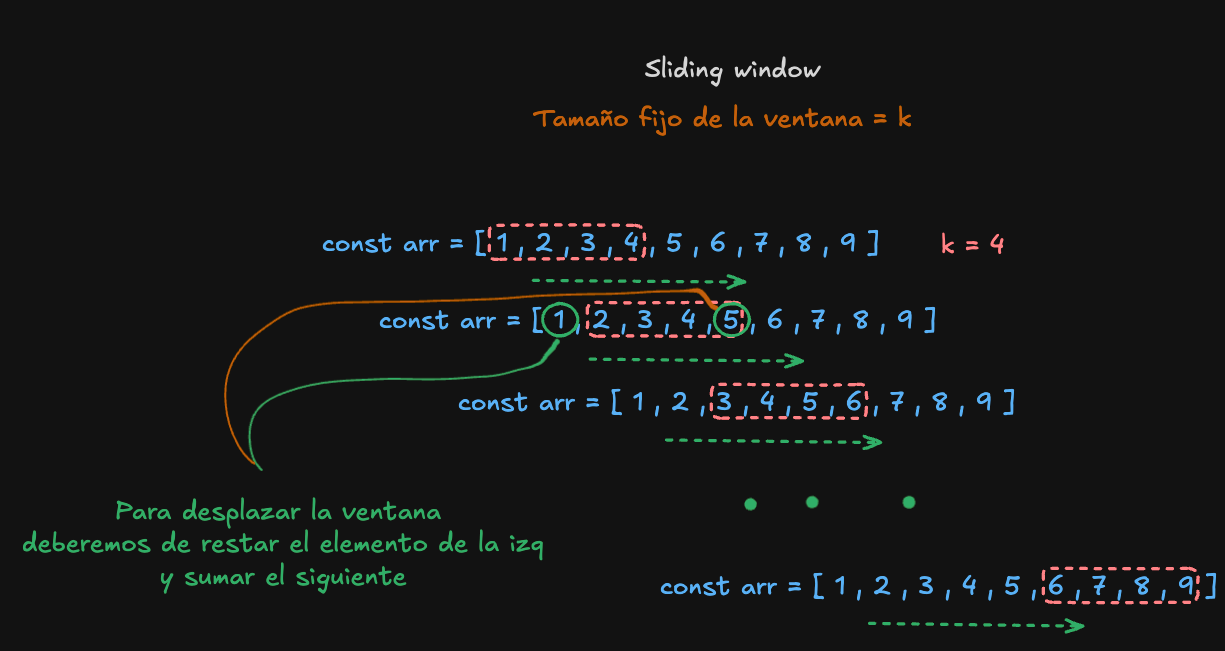 Sliding window
Tamaño fijo de la ventana = k
const arr = [ 1 , 2 , 3 , 4 , 5 , 6 , 7 , 8 , 9 ]
k = 4
const arr = [ 1 , 2 , 3 , 4 , 5 , 6 , 7 , 8 , 9 ]
const arr = [ 1 , 2 , 3 , 4 , 5 , 6 , 7 , 8 , 9 ]
Para desplazar la ventana
deberemos de restar el elemento de la izq
y sumar el siguiente
const arr = [ 1 , 2 , 3 , 4 , 5 , 6 , 7 , 8 , 9 ]